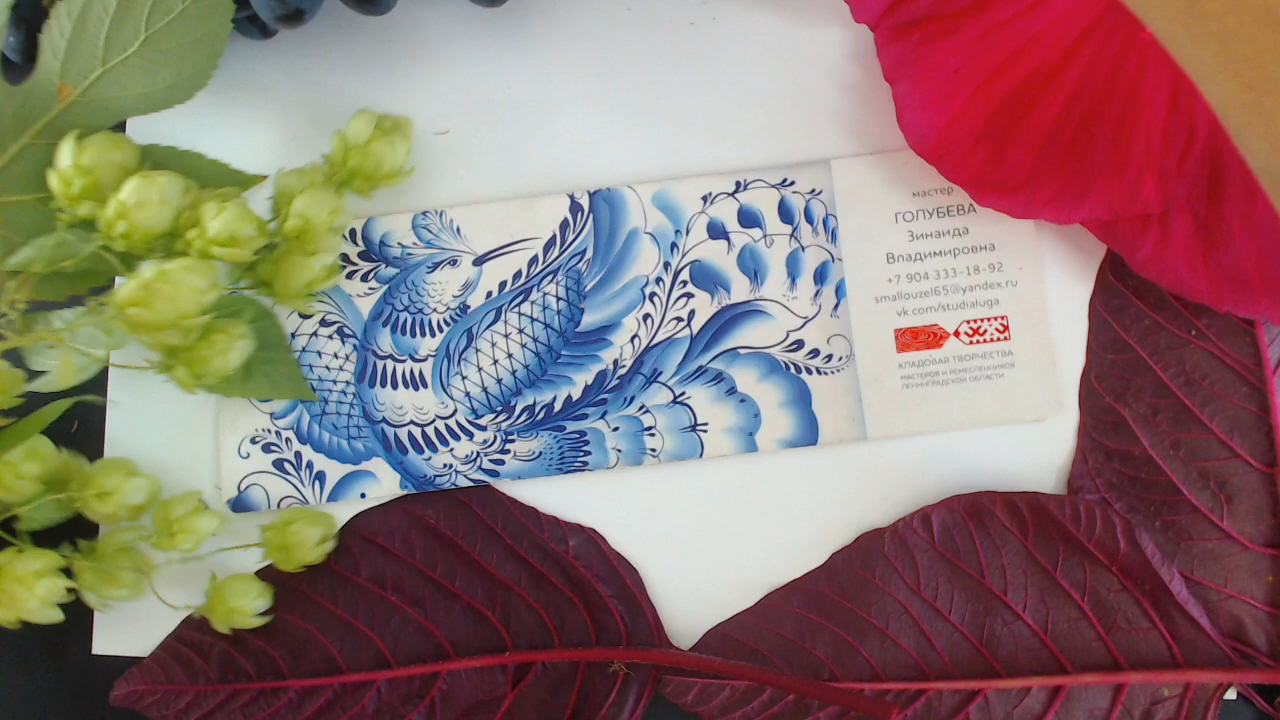 мастер
ГОЛУБЕВА
Зинаида
Владимировна
+7 904 333-18-92
smallouzel65@yandex.ru
vk.com/studialuga
КЛАДОВАЯ ТВОРЧЕСТВА
МАСТЕРОВ И РЕМЕСЛЕННИКОВ
ЛЕНИНГРАДСКОЙ ОБЛАСТИ